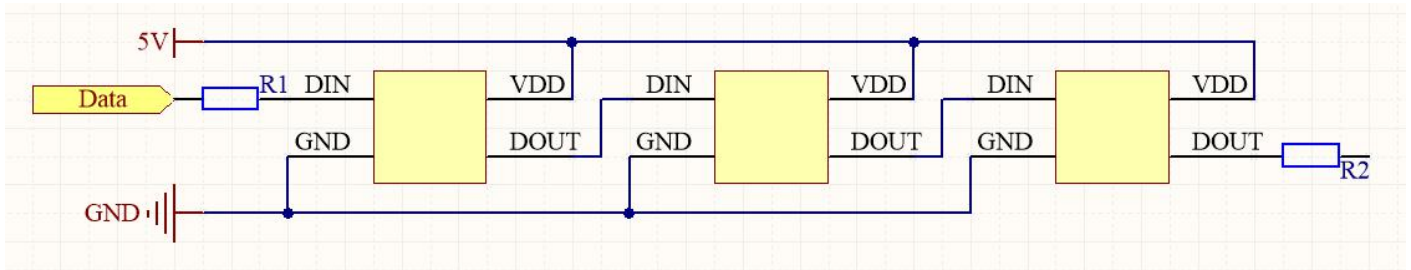 5V
Data
R1 DIN VDD DIN VDD DIN VDD
GND DOUT GND DOUT GND DOUT
R2
GND